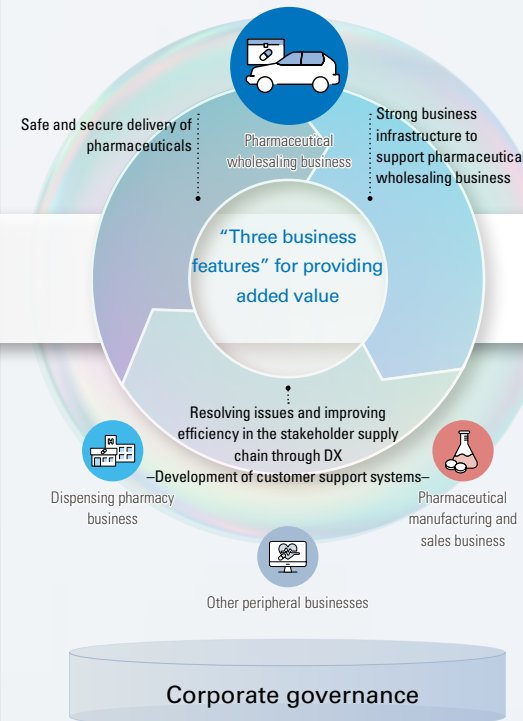 Safe and secure delivery of
pharmaceuticals
Pharmaceutical
wholesaling business
Strong business
infrastructure to
support pharmaceutica
wholesaling business
“Three business
features” for providing
added value
Resolving issues and improving
efficiency in the stakeholder supply
chain through DX
–Development of customer support systems–
Dispensing pharmacy
business
Pharmaceutical
manufacturing and
sales business
Other peripheral businesses
Corporate governance